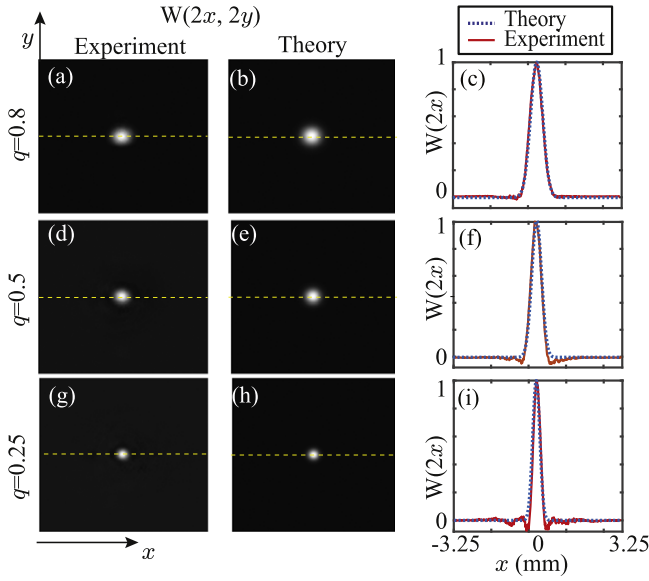 W(2x, 2y)
y
Experiment
Theory
Theory
Experiment
q=0.8
(a)
(b)
(c)
1
0
W(2x)
q=0.5
(d)
(e)
(f)
1
0
W(2x)
q=0.25
(g)
(h)
(i)
1
0
W(2x)
x
-3.25
0
3.25
x (mm)